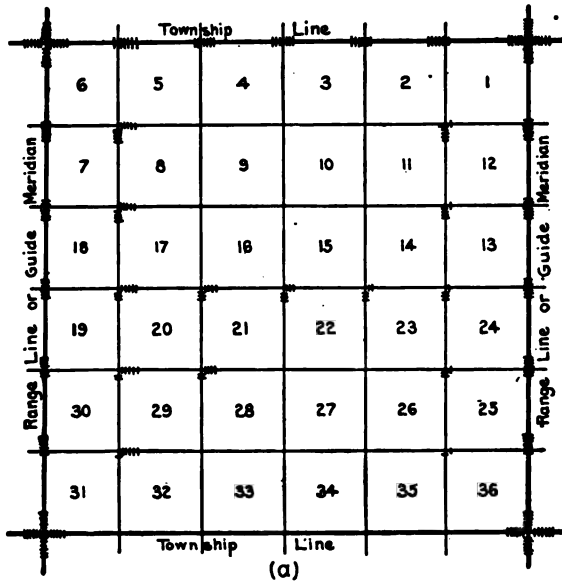 Township Line
6 5 4 3 2 1
7 8 9 10 11 12
18 17 16 15 14 13
19 20 21 22 23 24
30 29 28 27 26 25
31 32 33 34 35 36
Range Line or Guide Meridian
Range Line or Guide Meridian
Township Line
(a)